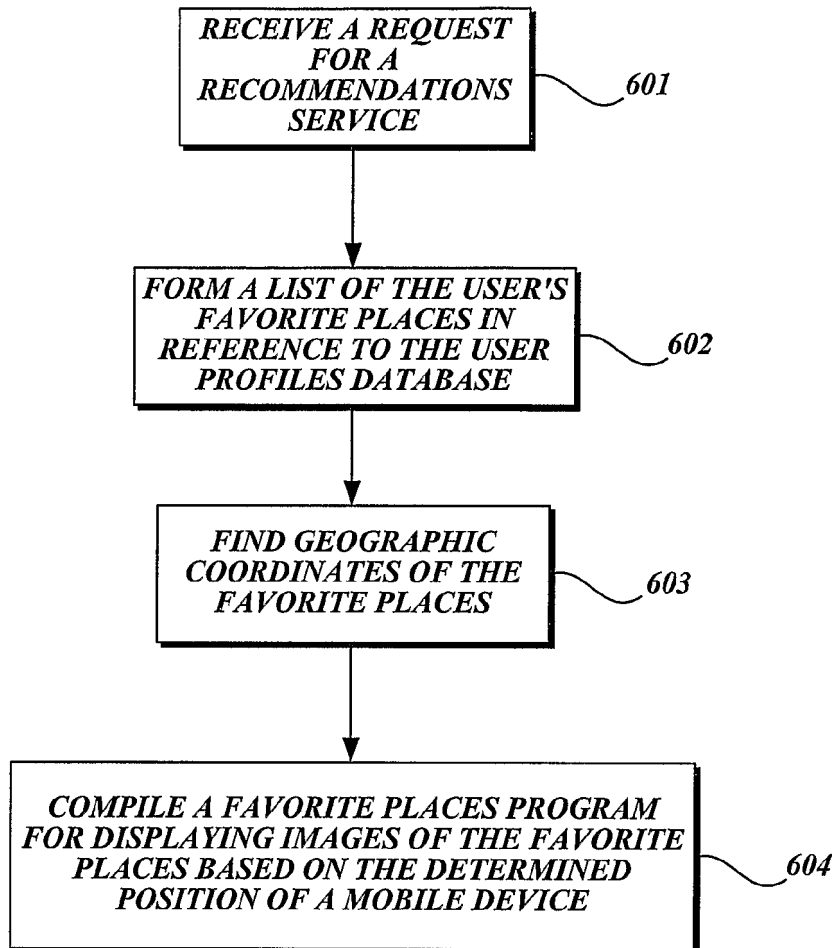 RECEIVE A REQUEST
FOR A
RECOMMENDATIONS
SERVICE
601
FORM A LIST OF THE USER'S
FAVORITE PLACES IN
REFERENCE TO THE USER
PROFILES DATABASE
602
FIND GEOGRAPHIC
COORDINATES OF THE
FAVORITE PLACES
603
COMPILE A FAVORITE PLACES PROGRAM
FOR DISPLAYING IMAGES OF THE FAVORITE
PLACES BASED ON THE DETERMINED
POSITION OF A MOBILE DEVICE
604